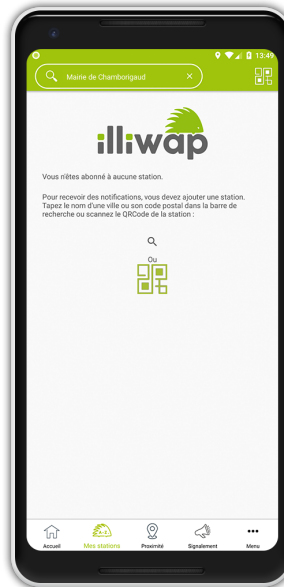 13:49
Mairie de Chamborigaud
illiwap
Vous n'êtes abonné à aucune station.
Pour recevoir des notifications, vous devez ajouter une station.
Tapez le nom d'une ville ou son code postal dans la barre de
recherche ou scannez le QRCode de la station :
Ou
A-Z
Accueil Mes stations Proximité Signalement Menu